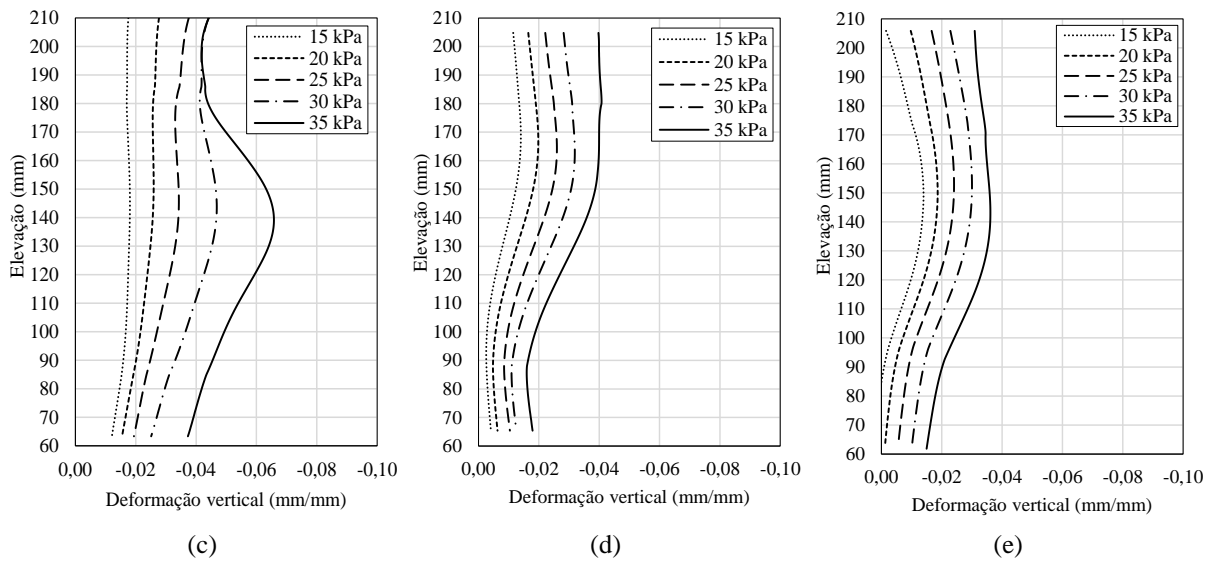 210
200
190
180
170
160
150
140
130
120
110
100
90
80
70
60
Elevação (mm)
0,00 -0,02 -0,04 -0,06 -0,08 -0,10
Deformação vertical (mm/mm)
15 kPa
20 kPa
25 kPa
30 kPa
35 kPa
(c)
210
200
190
180
170
160
150
140
130
120
110
100
90
80
70
60
Elevação (mm)
0,00 -0,02 -0,04 -0,06 -0,08 -0,10
Deformação vertical (mm/mm)
15 kPa
20 kPa
25 kPa
30 kPa
35 kPa
(d)
210
200
190
180
170
160
150
140
130
120
110
100
90
80
70
60
Elevação (mm)
0,00 -0,02 -0,04 -0,06 -0,08 -0,10
Deformação vertical (mm/mm)
15 kPa
20 kPa
25 kPa
30 kPa
35 kPa
(e)